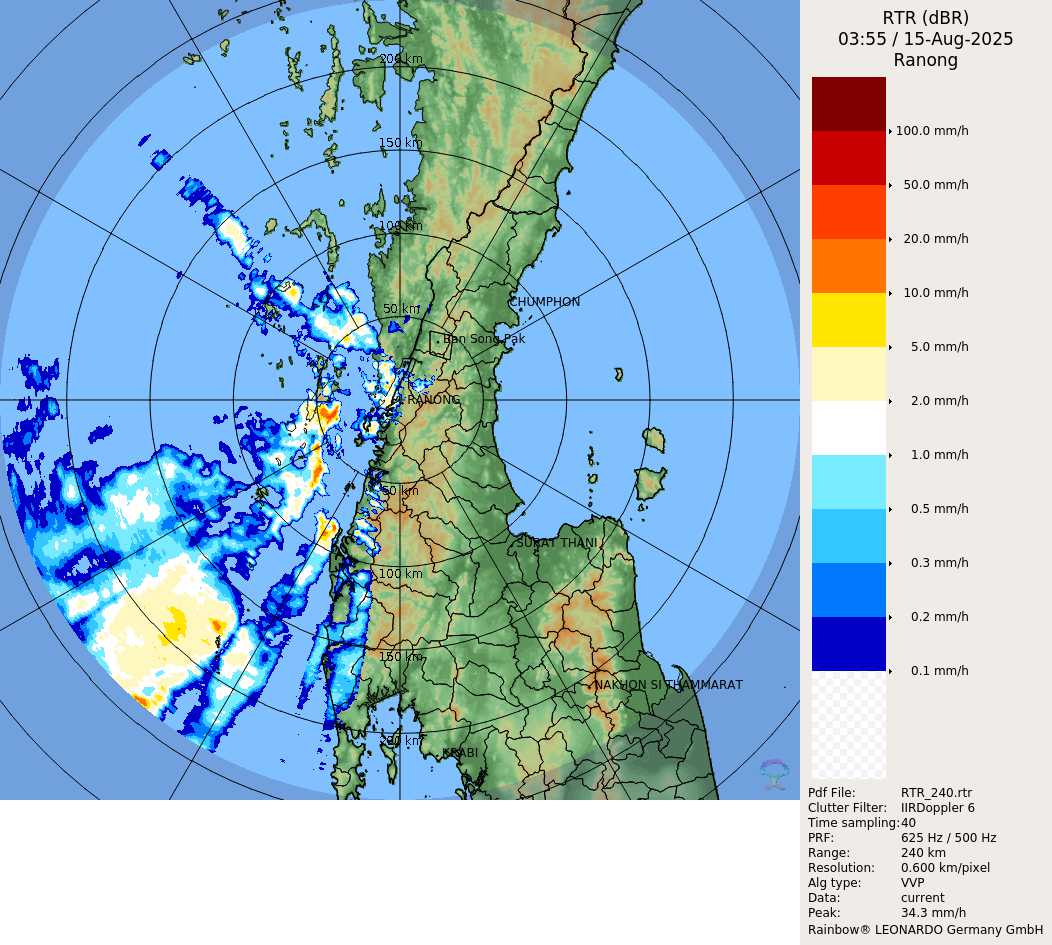 RTR (dBR)
03:55 / 15-Aug-2025
Ranong
200 km
150 km
100 km
50 km
CHUMPHON
Ban Song Pak
RANONG
50 km
SURAT THANI
100 km
150 km
NAKHON SI THAMMARAT
200 km
KRABI
100.0 mm/h
50.0 mm/h
20.0 mm/h
10.0 mm/h
5.0 mm/h
2.0 mm/h
1.0 mm/h
0.5 mm/h
0.3 mm/h
0.2 mm/h
0.1 mm/h
Pdf File: RTR_240.rtr
Clutter Filter: IIRDoppler 6
Time sampling:40
PRF: 625 Hz / 500 Hz
Range: 240 km
Resolution: 0.600 km/pixel
Alg type: VVP
Data: current
Peak: 34.3 mm/h
Rainbow® LEONARDO Germany GmbH